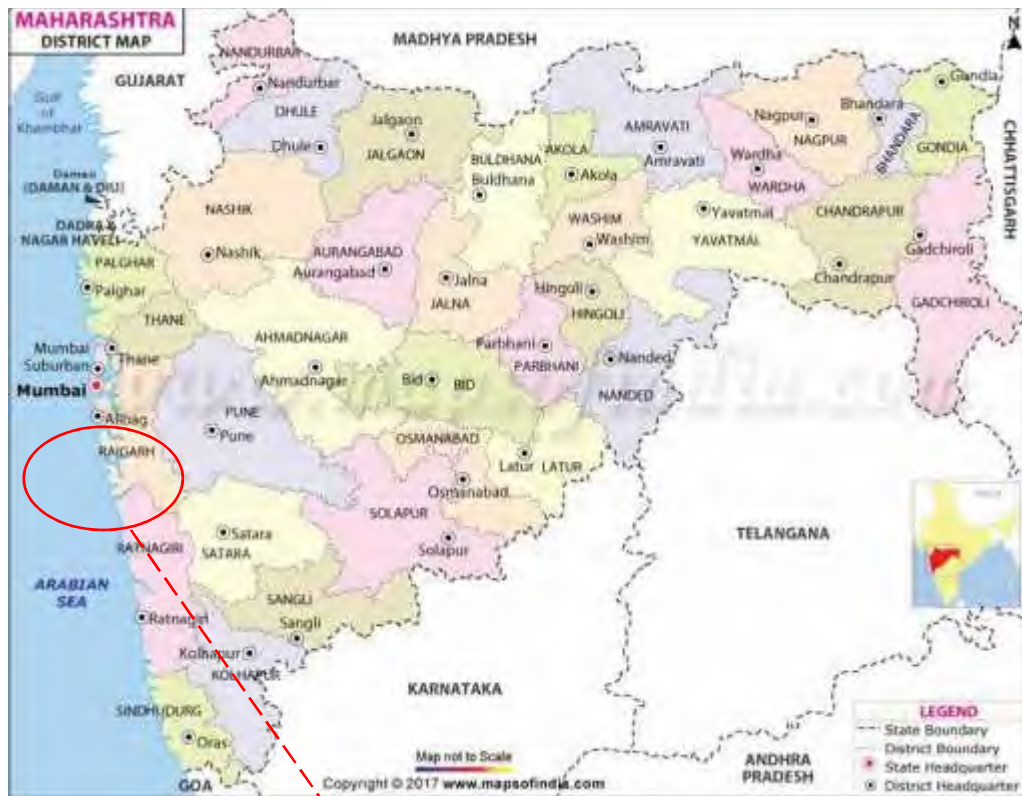 MAHARASHTRA
DISTRICT MAP
N
MADHYA PRADESH
GUJARAT
NANDURBAR
Nandurbar
Gondia
Gulf
of
Khambhat
DHULE
Dhule
Jalgaon
JALGAON
BULDHANA
Buldhana
AKOLA
Akola
AMRAVATI
Amravati
Nagpur
NAGPUR
Wardha
WARDHA
Bhandara
BHANDARA
GONDIA
CHHATTISGARH
Daman
(DAMAN & DIU)
DADRA &
NAGAR HAVELI
NASHIK
Nashik
AURANGABAD
Aurangabad
Jalna
JALNA
WASHIM
Washim
Yavatmal
YAVATMAL
CHANDRAPUR
Chandrapur
Gadchiroli
GADCHIROLI
PALGHAR
Palghar
THANE
Thane
Hingoli
HINGOLI
Mumbai
Suburban
Mumbai
AHMADNAGAR
Ahmadnagar
Bid
BID
Parbhani
PARBHANI
Nanded
NANDED
Alibag
PUNE
Pune
RAIGARH
OSMANABAD
Osmanabad
Latur
LATUR
SOLAPUR
Solapur
TELANGANA
Satara
SATARA
RATNAGIRI
Ratnagiri
ARABIAN
SEA
SANGLI
Sangli
Kolhapur
KOLHAPUR
KARNATAKA
SINDHUDURG
Oras
GOA
Map not to Scale
Copyright © 2017 www.mapsofindia.com
ANDHRA
PRADESH
LEGEND
State Boundary
District Boundary
State Headquarter
District Headquarter